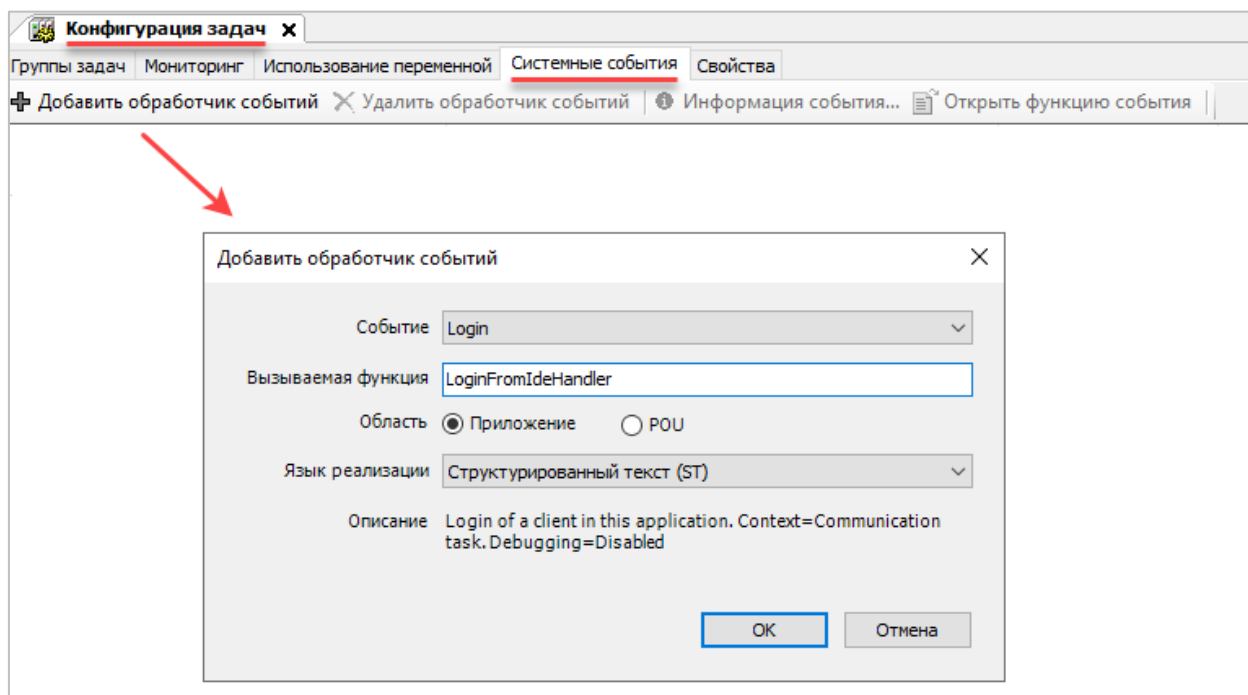 Конфигурация задач
Группы задач Мониторинг Использование переменной Системные события Свойства
Добавить обработчик событий Удалить обработчик событий Информация события... Открыть функцию события
Добавить обработчик событий
Событие Login
Вызываемая функция LoginFromIdeHandler
Область Приложение POU
Язык реализации Структурированный текст (ST)
Описание Login of a client in this application. Context=Communication
task.Debugging=Disabled
OK Отмена